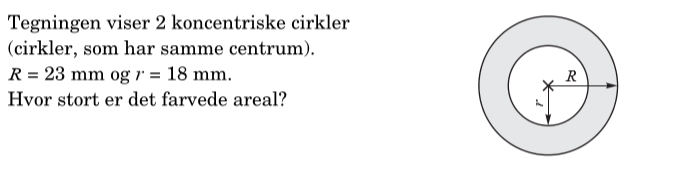 Tegningen viser 2 koncentriske cirkler
(cirkler, som har samme centrum).
R = 23 mm og r = 18 mm.
Hvor stort er det farvede areal?
R
r